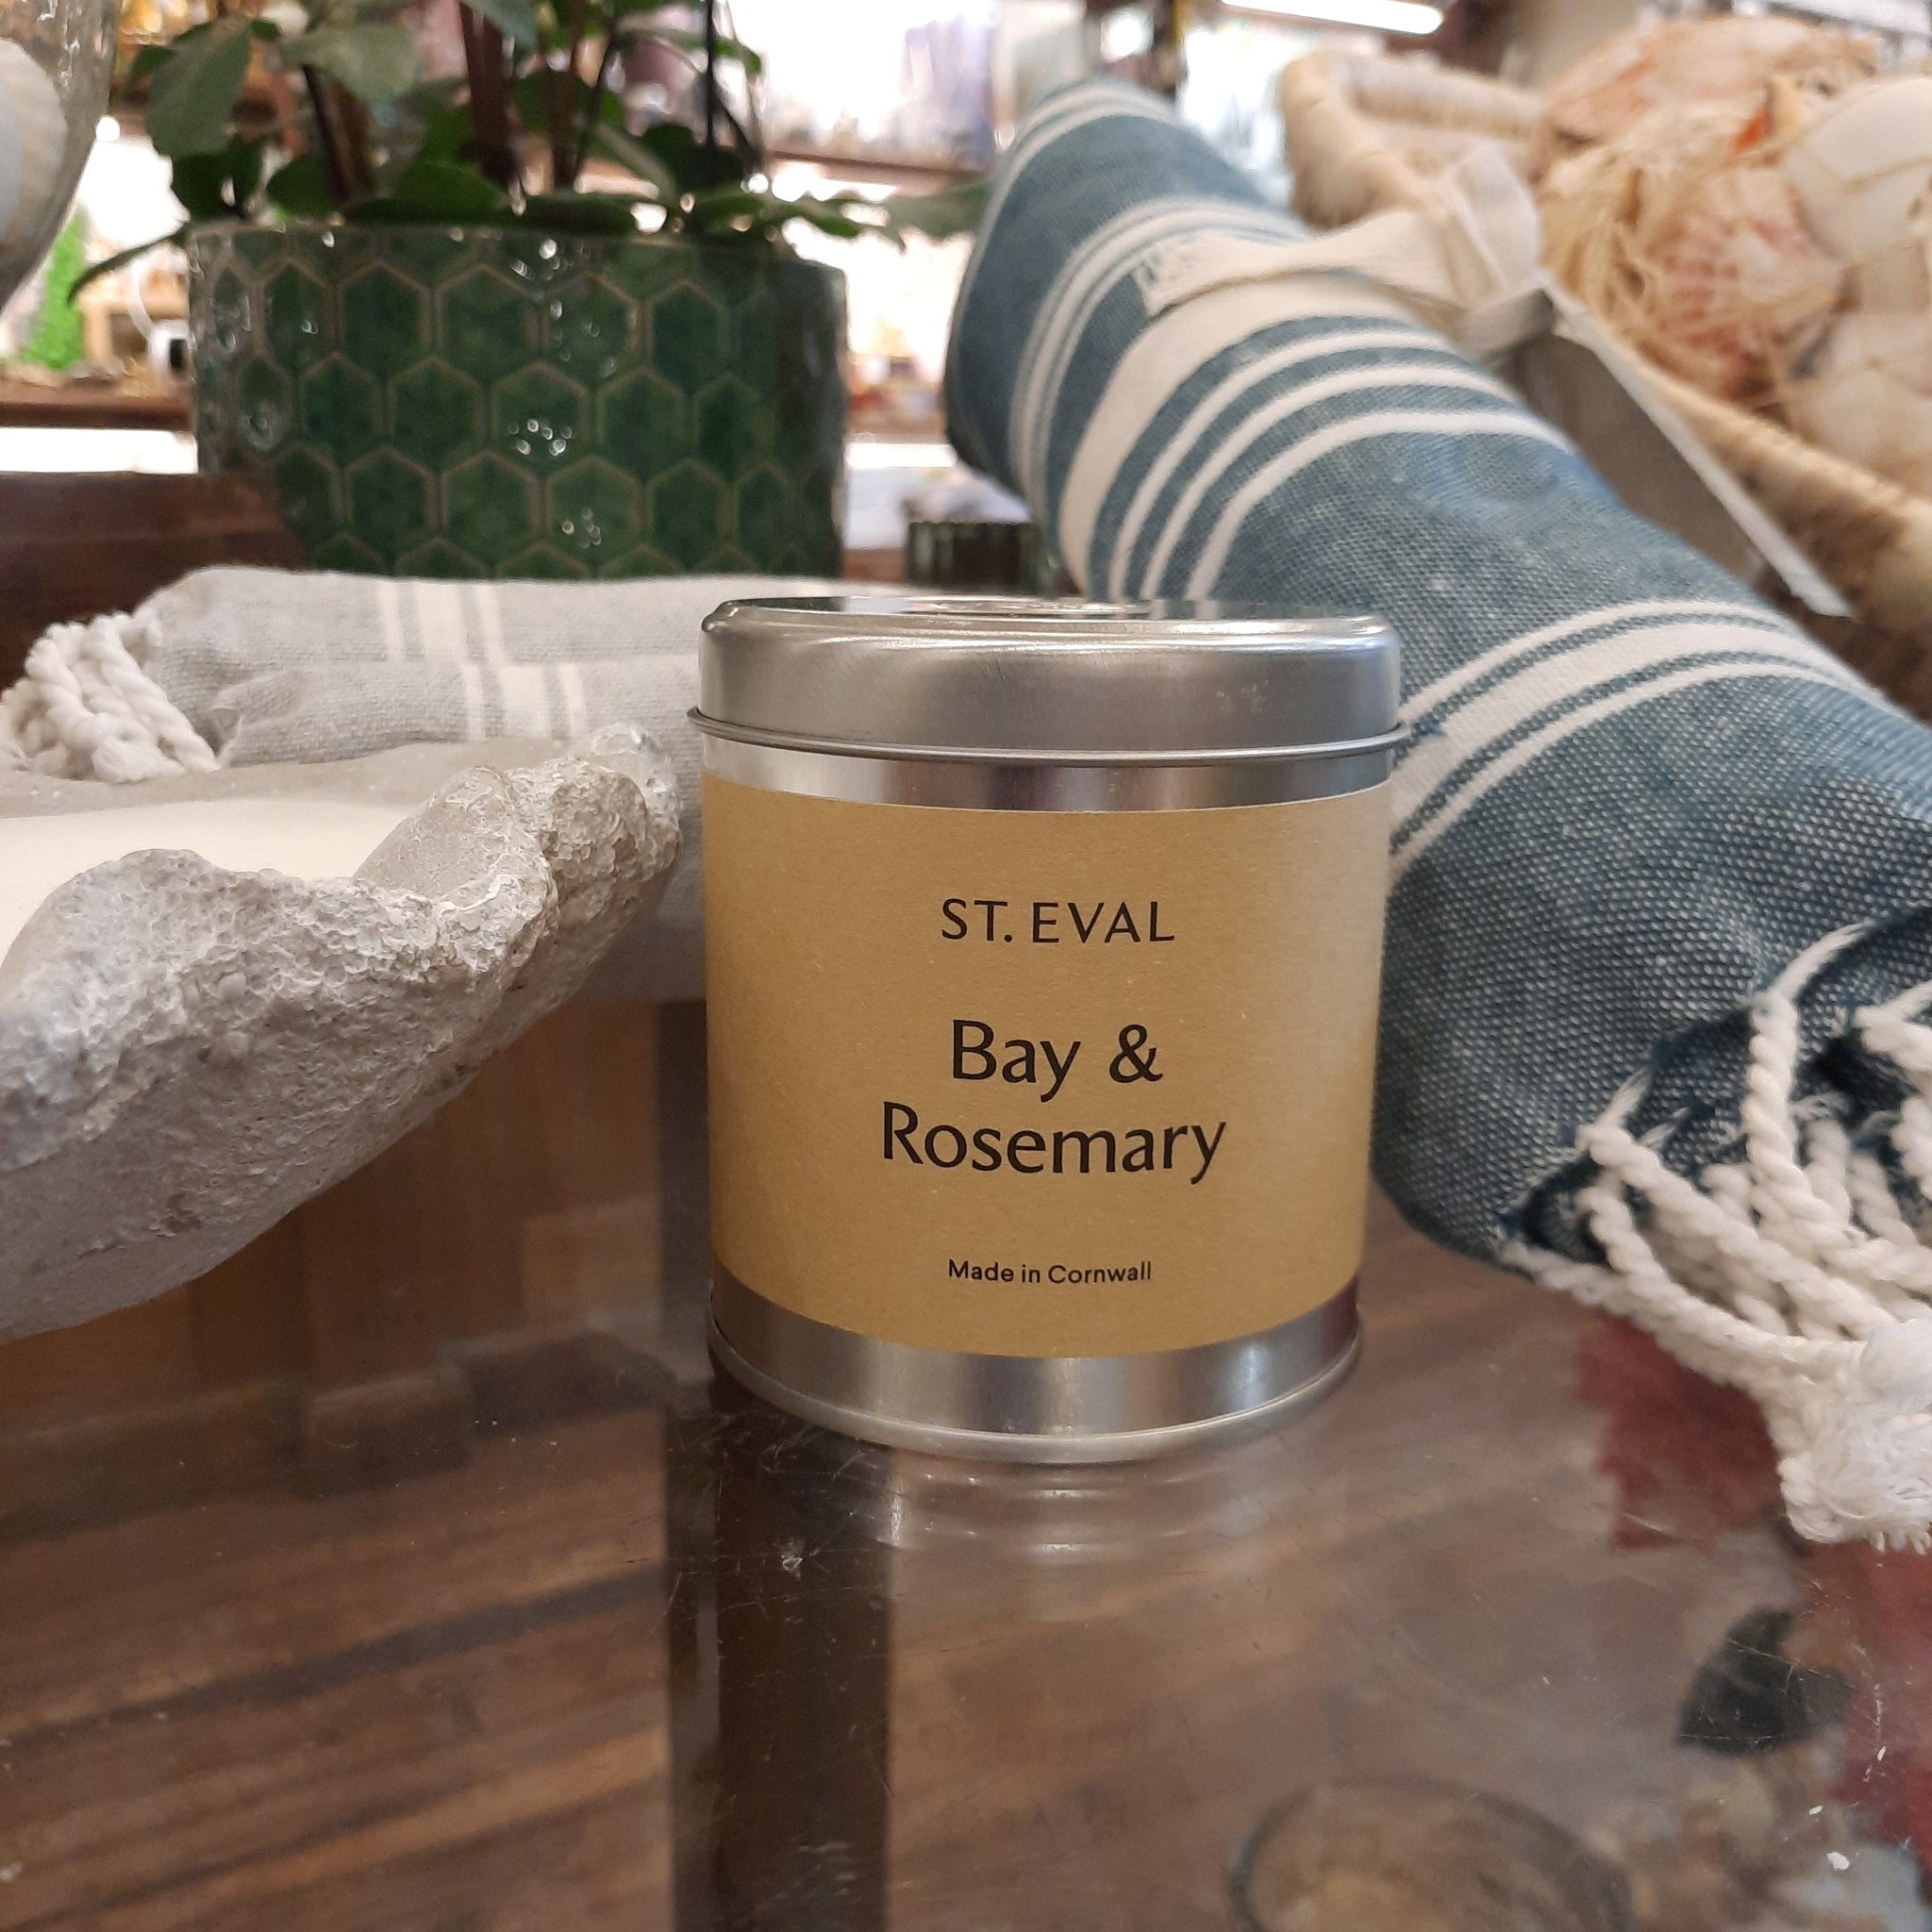 ST. EVAL
Bay &
Rosemary
Made in Cornwall